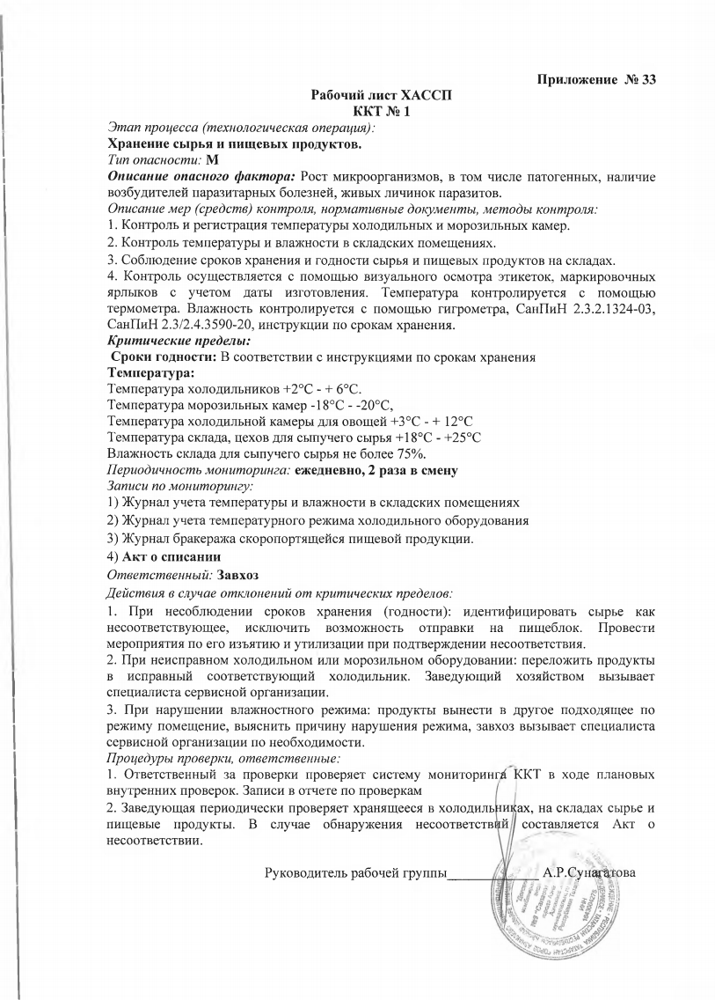 Приложение № 33
Рабочий лист ХАССП
ККТ № 1
Этап процесса (технологическая операция):
Хранение сырья и пищевых продуктов.
Тип опасности: М
Описание опасного фактора: Рост микроорганизмов, в том числе патогенных, наличие
возбудителей паразитарных болезней, живых личинок паразитов.
Описание мер (средств) контроля, нормативные документы, методы контроля:
1. Контроль и регистрация температуры холодильных и морозильных камер.
2. Контроль температуры и влажности в складских помещениях.
3. Соблюдение сроков хранения и годности сырья и пищевых продуктов на складах.
4. Контроль осуществляется с помощью визуального осмотра этикеток, маркировочных
ярлыков с учетом даты изготовления. Температура контролируется с помощью
термометра. Влажность контролируется с помощью гигрометра, СанПиН 2.3.2.1324-03,
СанПиН 2.3/2.4.3590-20, инструкции по срокам хранения.
Критические пределы:
Сроки годности: В соответствии с инструкциями по срокам хранения
Температура:
Температура холодильников +2°С - + 6°С.
Температура морозильных камер -18°С - -20°С,
Температура холодильной камеры для овощей +3°С - + 12°С
Температура склада, цехов для сыпучего сырья +18°С - +25°С
Влажность склада для сыпучего сырья не более 75%.
Периодичность мониторинга: ежедневно, 2 раза в смену
Записи по мониторингу:
1) Журнал учета температуры и влажности в складских помещениях
2) Журнал учета температурного режима холодильного оборудования
3) Журнал бракеража скоропортящейся пищевой продукции.
4) Акт о списании
Ответственный: Завхоз
Действия в случае отклонений от критических пределов:
1. При несоблюдении сроков хранения (годности): идентифицировать сырье как
несоответствующее, исключить возможность отправки на пищеблок. Провести
мероприятия по его изъятию и утилизации при подтверждении несоответствия.
2. При неисправном холодильном или морозильном оборудовании: переложить продукты
в исправный соответствующий холодильник. Заведующий хозяйством вызывает
специалиста сервисной организации.
3. При нарушении влажностного режима: продукты вынести в другое подходящее по
режиму помещение, выяснить причину нарушения режима, завхоз вызывает специалиста
сервисной организации по необходимости.
Процедуры проверки, ответственные:
1. Ответственный за проверки проверяет систему мониторинга ККТ в ходе плановых
внутренних проверок. Записи в отчете по проверкам
2. Заведующая периодически проверяет хранящееся в холодильниках, на складах сырье и
пищевые продукты. В случае обнаружения несоответствий составляется Акт о
несоответствии.
Руководитель рабочей группы______________ А.Р.Сунагатова